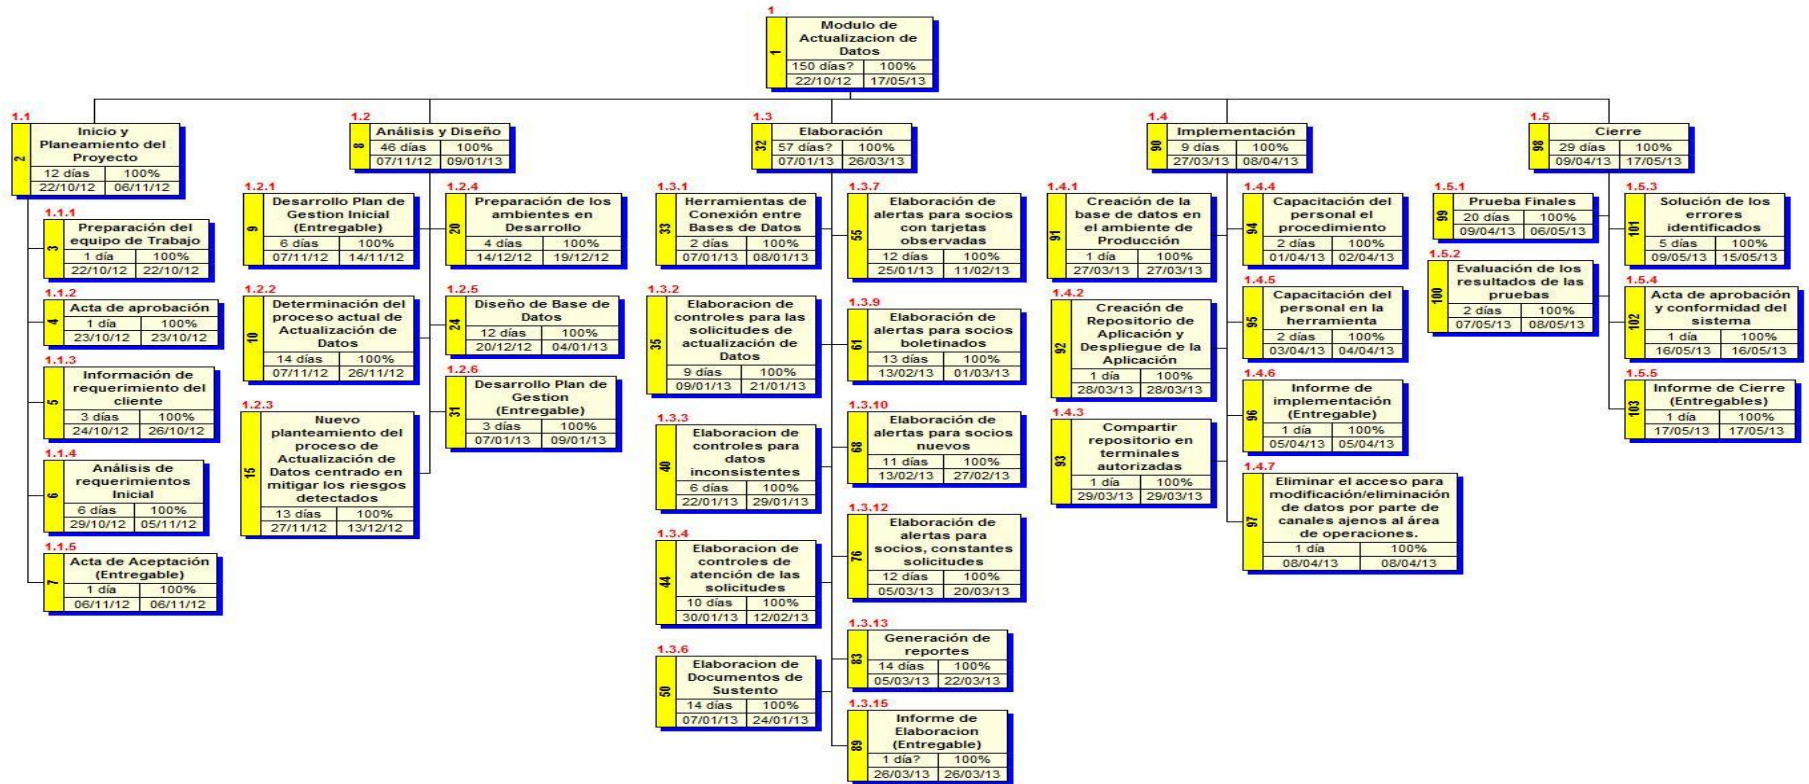 1
Modulo de
Actualizacion de
Datos
1
150 días? 100%
22/10/12 17/05/13
1.1
Inicio y
Planeamiento del
Proyecto
2
12 días 100%
22/10/12 06/11/12
1.1.1
Preparación del
equipo de Trabajo
3
1 día 100%
22/10/12 22/10/12
1.1.2
Acta de aprobación
4
1 día 100%
23/10/12 23/10/12
1.1.3
Información de
requerimiento del
cliente
5
3 días 100%
24/10/12 26/10/12
1.1.4
Análisis de
requerimientos
Inicial
6
6 días 100%
29/10/12 05/11/12
1.1.5
Acta de Aceptación
(Entregable)
7
1 día 100%
06/11/12 06/11/12
1.2
Análisis y Diseño
8
46 días 100%
07/11/12 09/01/13
1.2.1
Desarrollo Plan de
Gestion Inicial
(Entregable)
9
6 días 100%
07/11/12 14/11/12
1.2.2
Determinación del
proceso actual de
Actualización de
Datos
10
14 días 100%
07/11/12 26/11/12
1.2.3
Nuevo
planteamiento del
proceso de
Actualización de
Datos centrado en
mitigar los riesgos
detectados
15
13 días 100%
27/11/12 13/12/12
1.2.4
Preparación de los
ambientes en
Desarrollo
20
4 días 100%
14/12/12 19/12/12
1.2.5
Diseño de Base de
Datos
24
12 días 100%
20/12/12 04/01/13
1.2.6
Desarrollo Plan de
Gestion
(Entregable)
31
3 días 100%
07/01/13 09/01/13
1.3
Elaboración
32
57 días? 100%
07/01/13 26/03/13
1.3.1
Herramientas de
Conexión entre
Bases de Datos
33
2 días 100%
07/01/13 08/01/13
1.3.2
Elaboracion de
controles para las
solicitudes de
actualización de
Datos
35
9 días 100%
09/01/13 21/01/13
1.3.3
Elaboracion de
controles para
datos
inconsistentes
40
6 días 100%
22/01/13 29/01/13
1.3.4
Elaboracion de
controles de
atención de las
solicitudes
44
10 días 100%
30/01/13 12/02/13
1.3.6
Elaboracion de
Documentos de
Sustento
50
14 días 100%
07/01/13 24/01/13
1.3.7
Elaboración de
alertas para socios
con tarjetas
observadas
55
12 días 100%
25/01/13 11/02/13
1.3.9
Elaboración de
alertas para socios
boletinados
61
13 días 100%
13/02/13 01/03/13
1.3.10
Elaboración de
alertas para socios
nuevos
68
11 días 100%
13/02/13 27/02/13
1.3.12
Elaboración de
alertas para
socios, constantes
solicitudes
76
12 días 100%
05/03/13 20/03/13
1.3.13
Generación de
reportes
83
14 días 100%
05/03/13 22/03/13
1.3.15
Informe de
Elaboracion
(Entregable)
89
1 día? 100%
26/03/13 26/03/13
1.4
Implementación
90
9 días 100%
27/03/13 08/04/13
1.4.1
Creación de la
base de datos en
el ambiente de
Producción
91
1 día 100%
27/03/13 27/03/13
1.4.2
Creación de
Repositorio de
Aplicación y
Despliegue de la
Aplicación
92
1 día 100%
28/03/13 28/03/13
1.4.3
Compartir
repositorio en
terminales
autorizadas
93
1 día 100%
29/03/13 29/03/13
1.4.4
Capacitación del
personal el
procedimiento
94
2 días 100%
01/04/13 02/04/13
1.4.5
Capacitación del
personal en la
herramienta
95
2 días 100%
03/04/13 04/04/13
1.4.6
Informe de
implementación
(Entregable)
96
1 día 100%
05/04/13 05/04/13
1.4.7
Eliminar el acceso para
modificación/eliminación
de datos por parte de
canales ajenos al área
de operaciones.
97
1 día 100%
08/04/13 08/04/13
1.5
Cierre
98
29 días 100%
09/04/13 17/05/13
1.5.1
Prueba Finales
99
20 días 100%
09/04/13 06/05/13
1.5.2
Evaluación de los
resultados de las
pruebas
100
2 días 100%
07/05/13 08/05/13
1.5.3
Solución de los
errores
identificados
101
5 días 100%
09/05/13 15/05/13
1.5.4
Acta de aprobación
y conformidad del
sistema
102
1 día 100%
16/05/13 16/05/13
1.5.5
Informe de Cierre
(Entregables)
103
1 día 100%
17/05/13 17/05/13